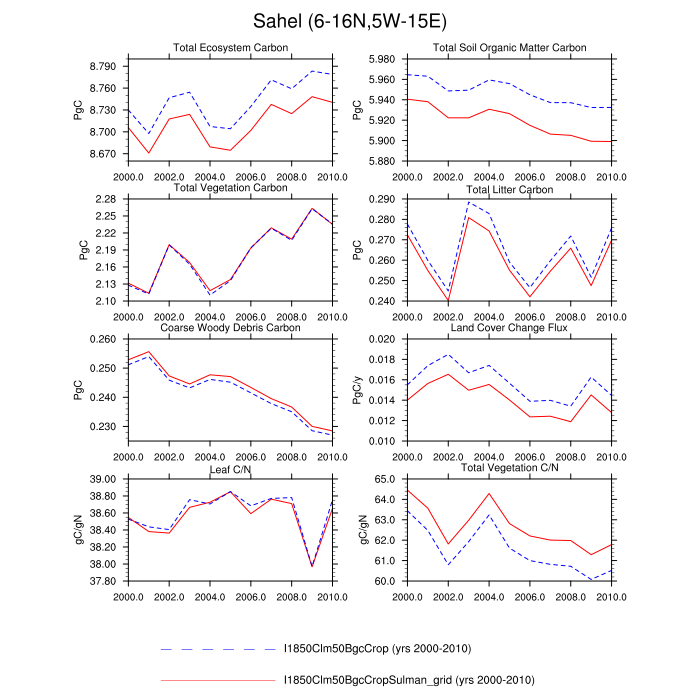 Sahel (6-16N,5W-15E)
Total Ecosystem Carbon
PgC
8.790
8.760
8.730
8.700
8.670
2000.0 2002.0 2004.0 2006.0 2008.0 2010.0
Total Soil Organic Matter Carbon
PgC
5.980
5.960
5.940
5.920
5.900
5.880
2000.0 2002.0 2004.0 2006.0 2008.0 2010.0
Total Vegetation Carbon
PgC
2.28
2.25
2.22
2.19
2.16
2.13
2.10
2000.0 2002.0 2004.0 2006.0 2008.0 2010.0
Total Litter Carbon
PgC
0.290
0.280
0.270
0.260
0.250
0.240
2000.0 2002.0 2004.0 2006.0 2008.0 2010.0
Coarse Woody Debris Carbon
PgC
0.260
0.250
0.240
0.230
2000.0 2002.0 2004.0 2006.0 2008.0 2010.0
Land Cover Change Flux
PgC/y
0.020
0.018
0.016
0.014
0.012
0.010
2000.0 2002.0 2004.0 2006.0 2008.0 2010.0
Leaf C/N
gC/gN
39.00
38.80
38.60
38.40
38.20
38.00
37.80
2000.0 2002.0 2004.0 2006.0 2008.0 2010.0
Total Vegetation C/N
gC/gN
65.0
64.0
63.0
62.0
61.0
60.0
2000.0 2002.0 2004.0 2006.0 2008.0 2010.0
I1850Clm50BgcCrop (yrs 2000-2010)
I1850Clm50BgcCropSulman_grid (yrs 2000-2010)